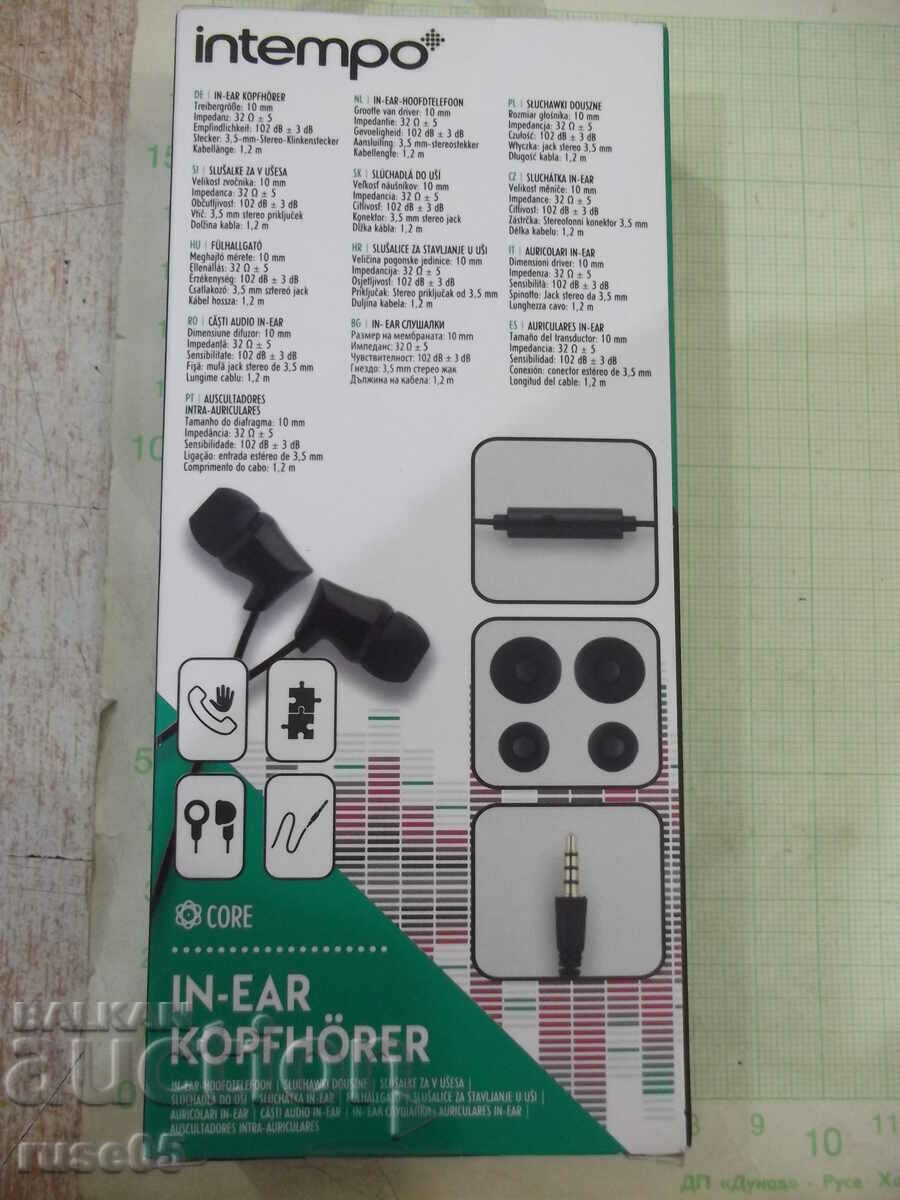 intempo
DE | IN-EAR KOPFHÖRER
Treibergröße: 10 mm
Impedanz: 32 Ω ± 5
Empfindlichkeit: 102 dB ± 3 dB
Stecker: 3,5-mm-Stereo-Klinkenstecker
Kabellänge: 1,2 m
NL | IN-EAR-HOOFDTELEFOON
Grootte van driver: 10 mm
Impedantie: 32 Ω ± 5
Gevoeligheid: 102 dB ± 3 dB
Aansluiting: 3,5 mm-stereostekker
Kabellengte: 1,2 m
PL | SŁUCHAWKI DOUSZNE
Rozmiar głośnika: 10 mm
Impedancja: 32 Ω ± 5
Czułość: 102 dB ± 3 dB
Wtyczka: jack stereo 3,5 mm
Długość kabla: 1,2 m
SI | SLUŠALKE ZA V UŠESA
Velikost zvočnika: 10 mm
Impedanca: 32 Ω ± 5
Občutljivost: 102 dB ± 3 dB
Vtič: 3,5 mm stereo priključek
Dolžina kabla: 1,2 m
SK | SLUCHADLÁ DO UŠÍ
Veľkosť náušníkov: 10 mm
Impedancia: 32 Ω ± 5
Citlivosť: 102 dB ± 3 dB
Konektor: 3,5 mm stereo jack
Dĺžka kábla: 1,2 m
CZ | SLUCHÁTKA IN-EAR
Velikost měniče: 10 mm
Impedance: 32 Ω ± 5
Citlivost: 102 dB ± 3 dB
Zástrčka: Stereofonní konektor 3,5 mm
Délka kabelu: 1,2 m
HU | FÜLHALLGATÓ
Meghajtó mérete: 10 mm
Ellenállás: 32 Ω ± 5
Érzékenység: 102 dB ± 3 dB
Csatlakozó: 3,5 mm sztereó jack
Kábel hossza: 1,2 m
HR | SLUŠALICE ZA STAVLJANJE U UŠI
Veličina pogonske jedinice: 10 mm
Impedancija: 32 Ω ± 5
Osjetljivost: 102 dB ± 3 dB
Priključak: Stereo priključak od 3,5 mm
Duljina kabela: 1,2 m
IT | AURICOLARI IN-EAR
Dimensioni driver: 10 mm
Impedenza: 32 Ω ± 5
Sensibilità: 102 dB ± 3 dB
Spinotto: Jack stereo da 3,5 mm
Lunghezza cavo: 1,2 m
RO | CĂȘTI AUDIO IN-EAR
Dimensiune difuzor: 10 mm
Impedanță: 32 Ω ± 5
Sensibilitate: 102 dB ± 3 dB
Fișă: mufă jack stereo de 3,5 mm
Lungime cablu: 1,2 m
BG | IN- EAR СЛУШАЛКИ
Размер на мембраната: 10 mm
Импеданс: 32 Ω ± 5
Чувствителност: 102 dB ± 3 dB
Гнездо: 3,5 mm стерео жак
Дължина на кабела: 1,2 m
ES | AURICULARES IN-EAR
Tamaño del transductor: 10 mm
Impedancia: 32 Ω ± 5
Sensibilidad: 102 dB ± 3 dB
Conexión: conector estéreo de 3,5 mm
Longitud del cable: 1,2 m
PT | AUSCULTADORES
INTRA-AURICULARES
Tamanho do diafragma: 10 mm
Impedância: 32 Ω ± 5
Sensibilidade: 102 dB ± 3 dB
Ligação: entrada estéreo de 3,5 mm
Comprimento do cabo: 1,2 m
CORE
IN-EAR
KOPFHÖRER
IN-EAR-HOOFDTELEFOON | SŁUCHAWKI DOUSZNE | SLUŠALKE ZA V UŠESA
SLUCHADLÁ DO UŠÍ | SLUCHÁTKA IN-EAR | FÜLHALLGATÓ | SLUŠALICE ZA STAVLJANJE U UŠI
AURICOLARI IN-EAR | CĂȘTI AUDIO IN-EAR | IN-EAR СЛУШАЛКИ | AURICULARES IN-EAR
AUSCULTADORES INTRA-AURICULARES
BALKAN
auction
ruse05
15
10
5
0
8 9 10 11
ДП «Дунав» - Русе